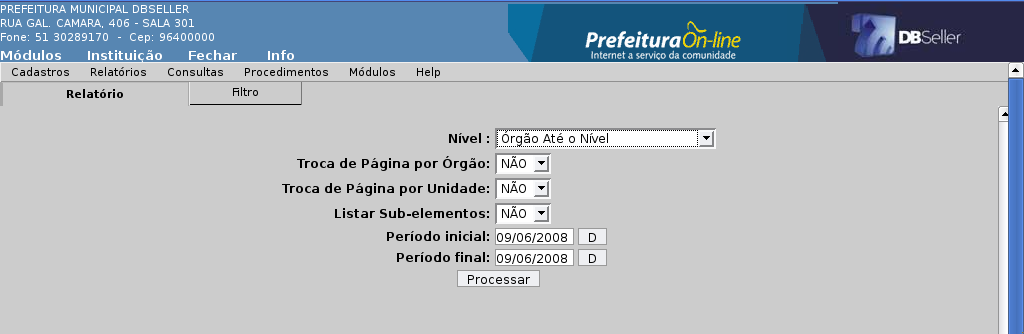 PREFEITURA MUNICIPAL DBSELLER
RUA GAL. CAMARA, 406 - SALA 301
Fone: 51 30289170 - Cep: 96400000
Módulos Instituição Fechar Info
PrefeituraOn-line
Internet a serviço da comunidade
DBSeller
Cadastros Relatórios Consultas Procedimentos Módulos Help
Relatório Filtro
Nível : Órgão Até o Nível
Troca de Página por Órgão: NÃO
Troca de Página por Unidade: NÃO
Listar Sub-elementos: NÃO
Período inicial: 09/06/2008 D
Período final: 09/06/2008 D
Processar